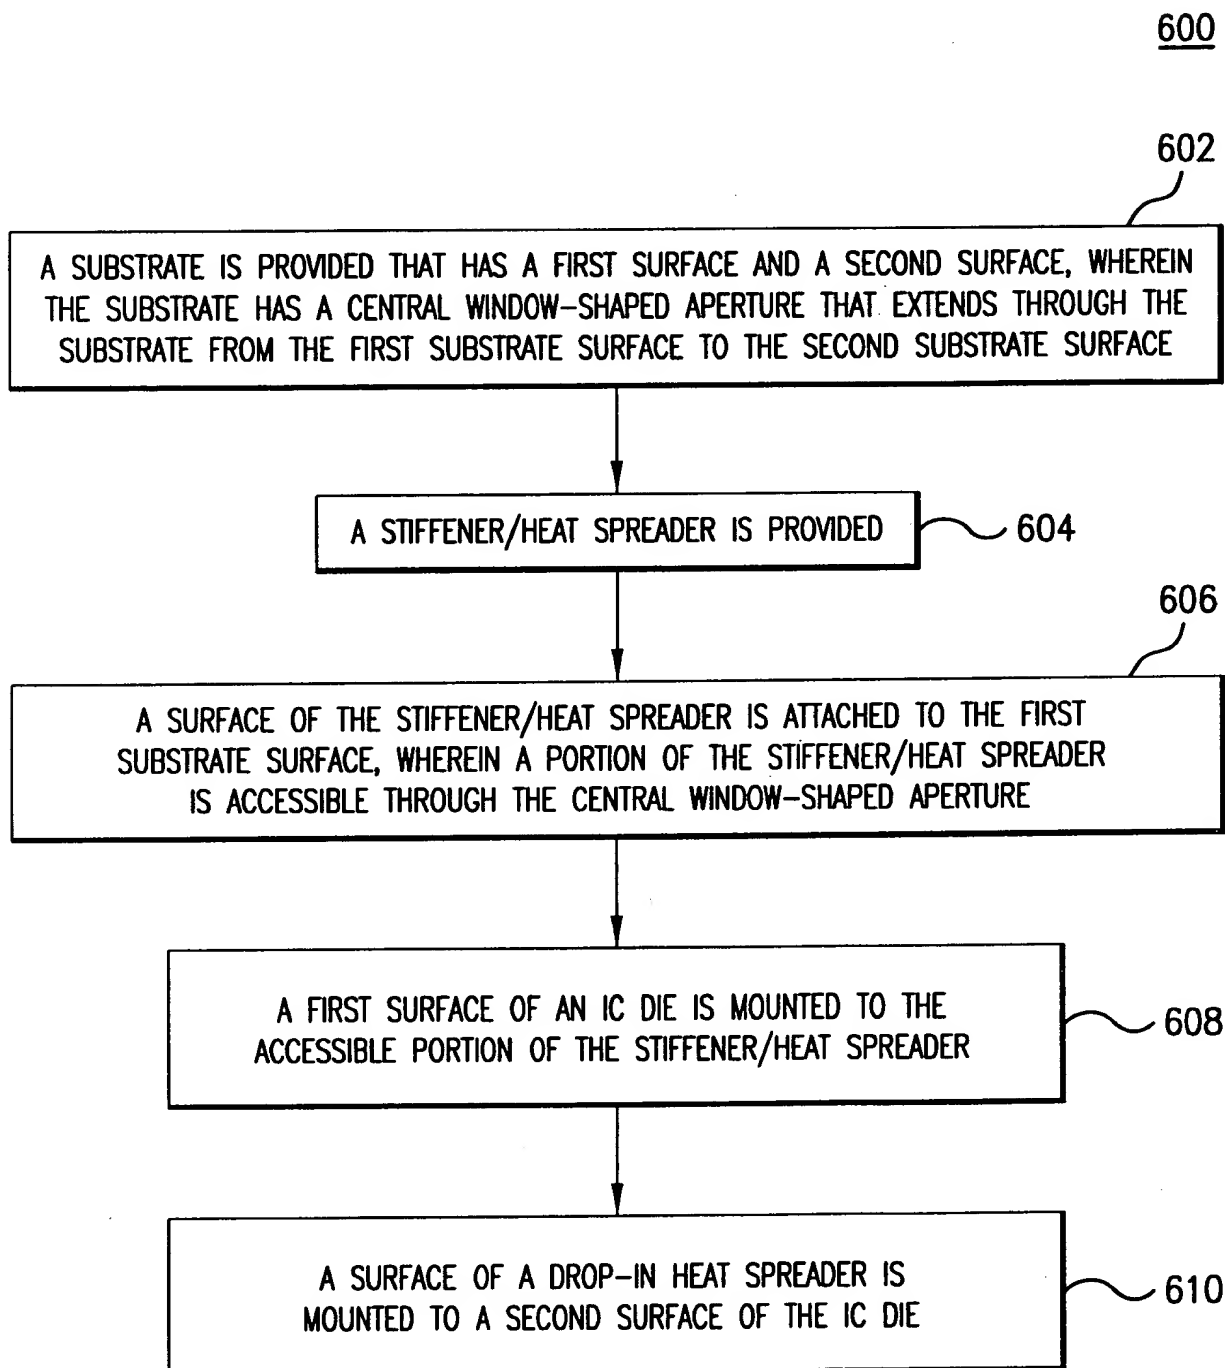 600
602
A SUBSTRATE IS PROVIDED THAT HAS A FIRST SURFACE AND A SECOND SURFACE, WHEREIN
THE SUBSTRATE HAS A CENTRAL WINDOW-SHAPED APERTURE THAT EXTENDS THROUGH THE
SUBSTRATE FROM THE FIRST SUBSTRATE SURFACE TO THE SECOND SUBSTRATE SURFACE
A STIFFENER/HEAT SPREADER IS PROVIDED
604
606
A SURFACE OF THE STIFFENER/HEAT SPREADER IS ATTACHED TO THE FIRST
SUBSTRATE SURFACE, WHEREIN A PORTION OF THE STIFFENER/HEAT SPREADER
IS ACCESSIBLE THROUGH THE CENTRAL WINDOW-SHAPED APERTURE
A FIRST SURFACE OF AN IC DIE IS MOUNTED TO THE
ACCESSIBLE PORTION OF THE STIFFENER/HEAT SPREADER
608
A SURFACE OF A DROP-IN HEAT SPREADER IS
MOUNTED TO A SECOND SURFACE OF THE IC DIE
610